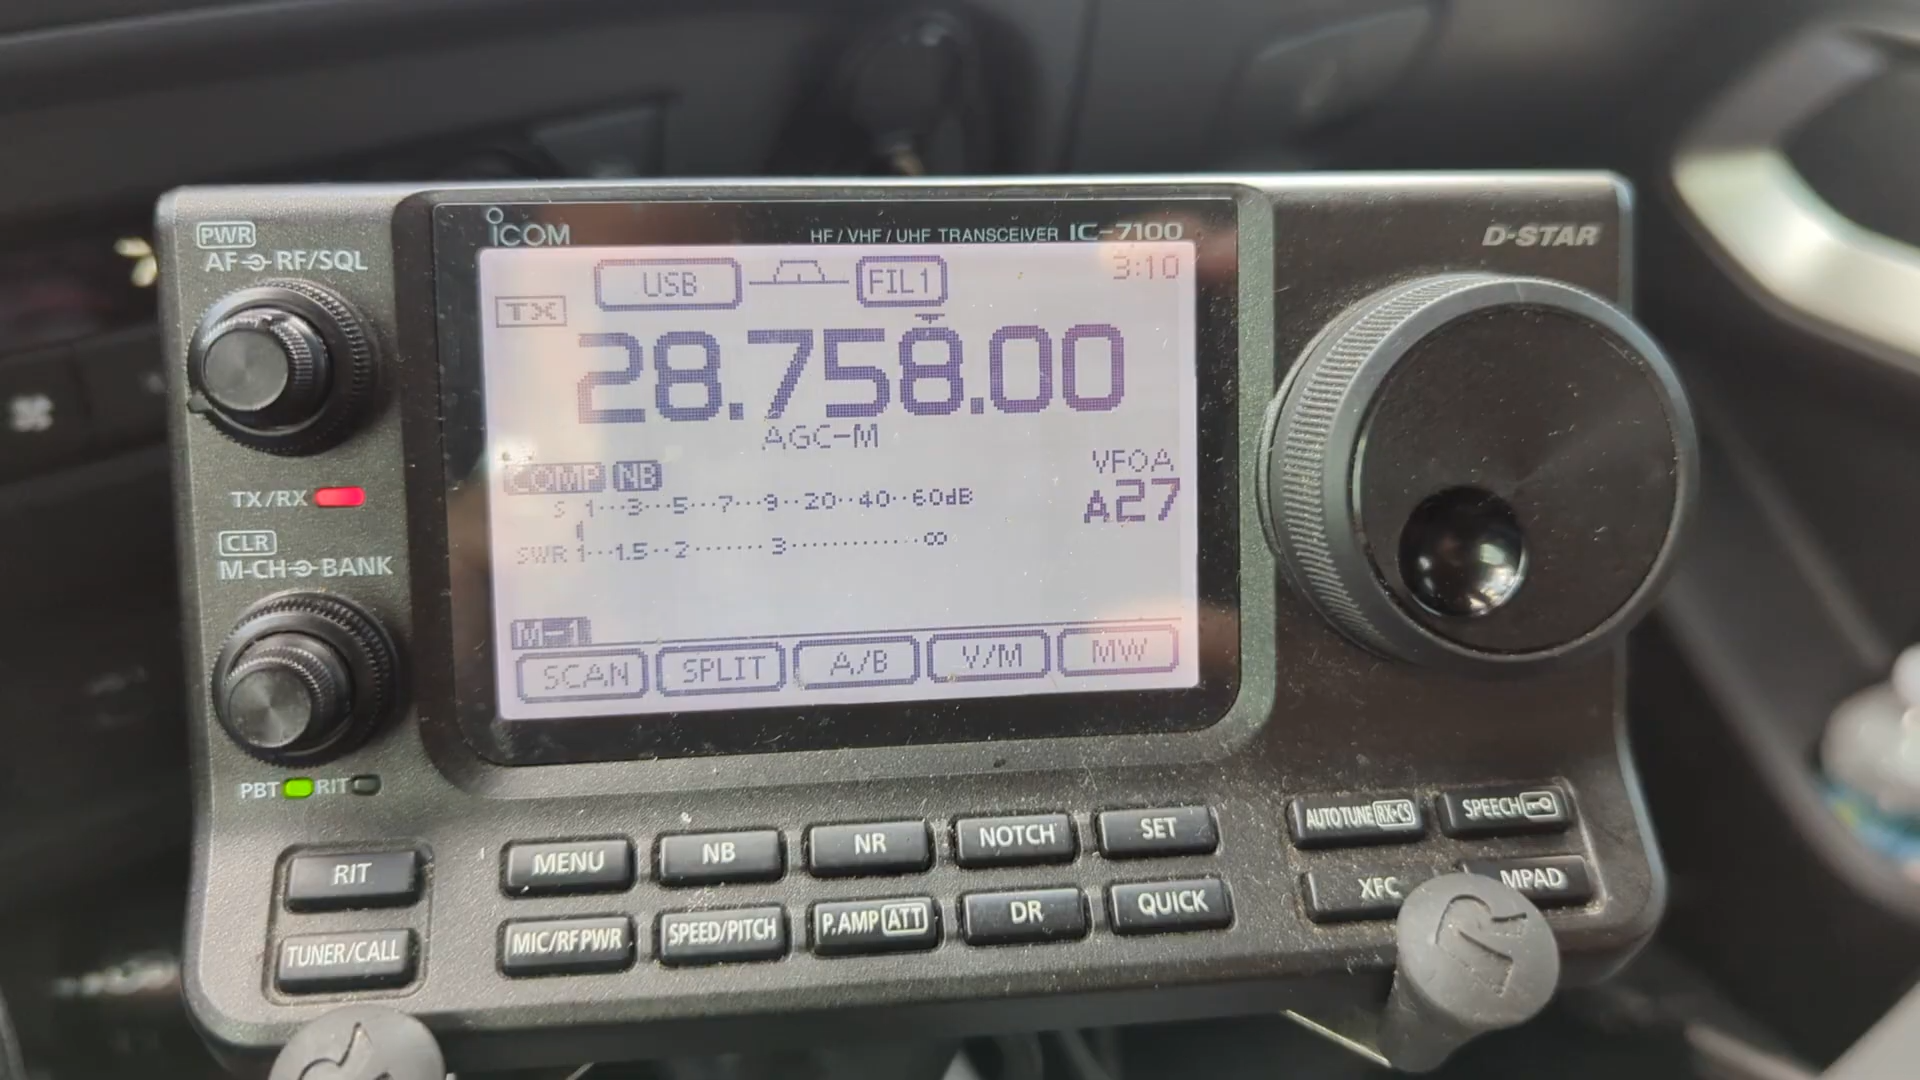 PWR
AF RF/SQL
ICOM
HF/VHF/UHF TRANSCEIVER IC-7100
D-STAR
USB FIL1 3:10
TX
28.758.00
AGC-M
COMP NB
VFOA
S 1···3···5···7···9··20··40··60dB
A27
SWR 1···1.5··2·······3············∞
M-1
SCAN SPLIT A/B V/M MW
TX/RX
CLR
M-CH BANK
PBT RIT
RIT MENU NB NR NOTCH SET AUTOTUNE RX•CS SPEECH
TUNER/CALL MIC/RF PWR SPEED/PITCH P.AMP ATT DR QUICK XFC MPAD